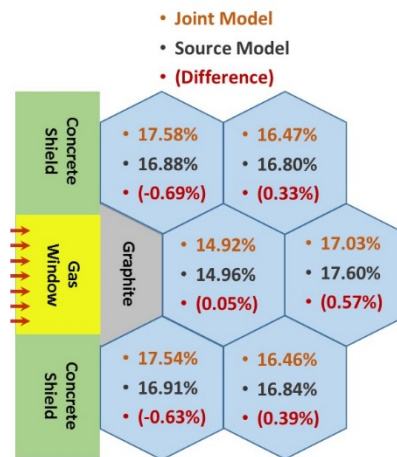 • Joint Model
• Source Model
• (Difference)
Concrete
Shield
• 17.58%
• 16.88%
• (-0.69%)
• 16.47%
• 16.80%
• (0.33%)
Gas
Window
Graphite
• 14.92%
• 14.96%
• (0.05%)
• 17.03%
• 17.60%
• (0.57%)
Concrete
Shield
• 17.54%
• 16.91%
• (-0.63%)
• 16.46%
• 16.84%
• (0.39%)